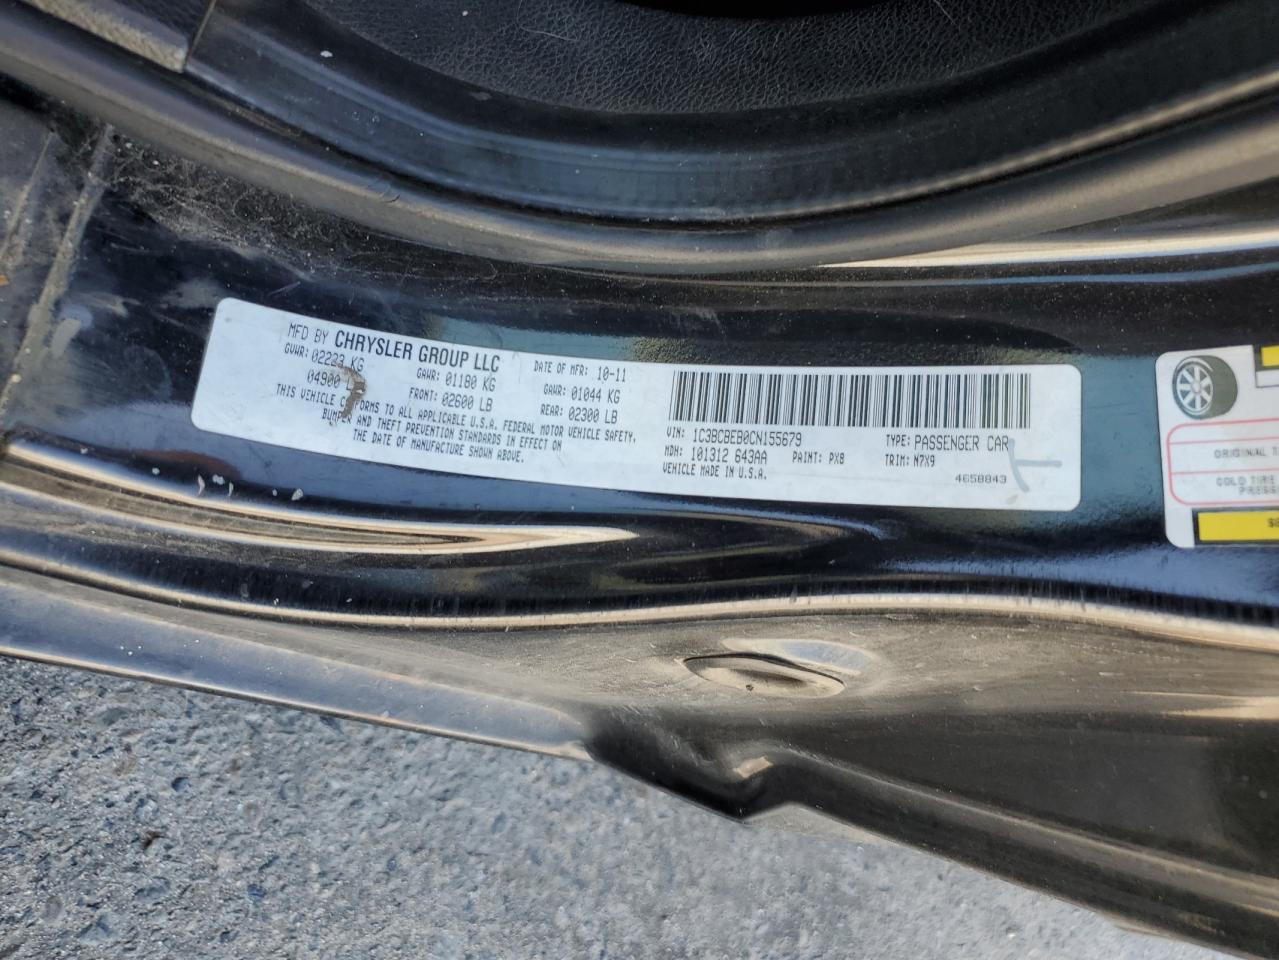 MFD BY CHRYSLER GROUP LLC DATE OF MFR: 10-11
GVWR: 02223 KG GAWR: 01180 KG GAWR: 01044 KG
04900 FRONT: 02600 LB REAR: 02300 LB
THIS VEHICLE CONFORMS TO ALL APPLICABLE U.S.A. FEDERAL MOTOR VEHICLE SAFETY,
BUMPER AND THEFT PREVENTION STANDARDS IN EFFECT ON
THE DATE OF MANUFACTURE SHOWN ABOVE.
VIN: 1C3BCBEB0CN155679 TYPE: PASSENGER CAR
MDH: 101312 643AA PAINT: PX8 TRIM: N7X9
VEHICLE MADE IN U.S.A. 4658843
ORIGINAL
COLD TIRE